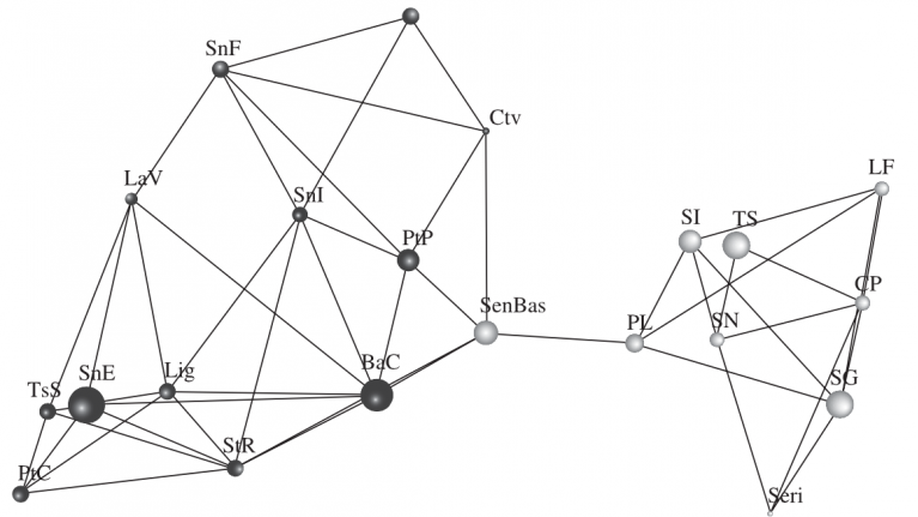 SnF
Ctv
LF
LaV
SnI
SI
TS
PtP
CP
SenBas
PL
SN
BaC
SnE
Lig
SG
TsS
StR
PtC
Seri